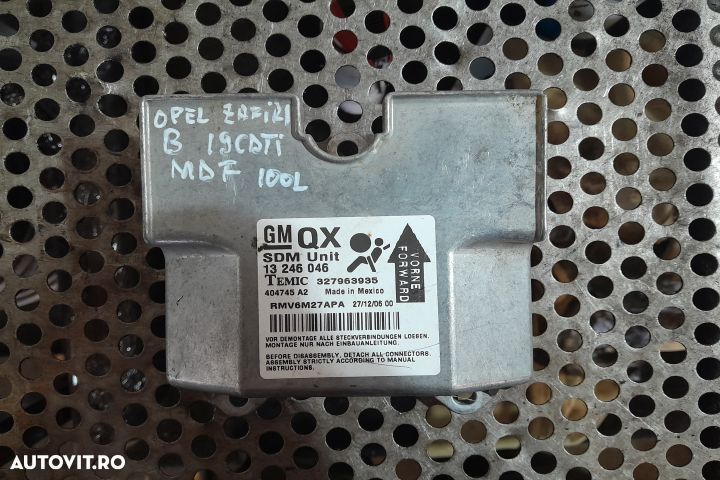 OPEL ZAFIRA
B 19CDTI
MDF 100L
GM QX
SDM Unit
13 246 046
TEMIC 327963935
404745 A2 Made in Mexico
RMV6M27APA 27/12/06 00
VORNE
FORWARD
VOR DEMONTAGE ALLE STECKVERBINDUNGEN LOESEN.
MONTAGE NUR NACH EINBAUANLEITUNG.
BEFORE DISASSEMBLY, DETACH ALL CONNECTORS.
ASSEMBLY STRICTLY ACCORDING TO MANUAL
INSTRUCTIONS.
AUTOVIT.RO